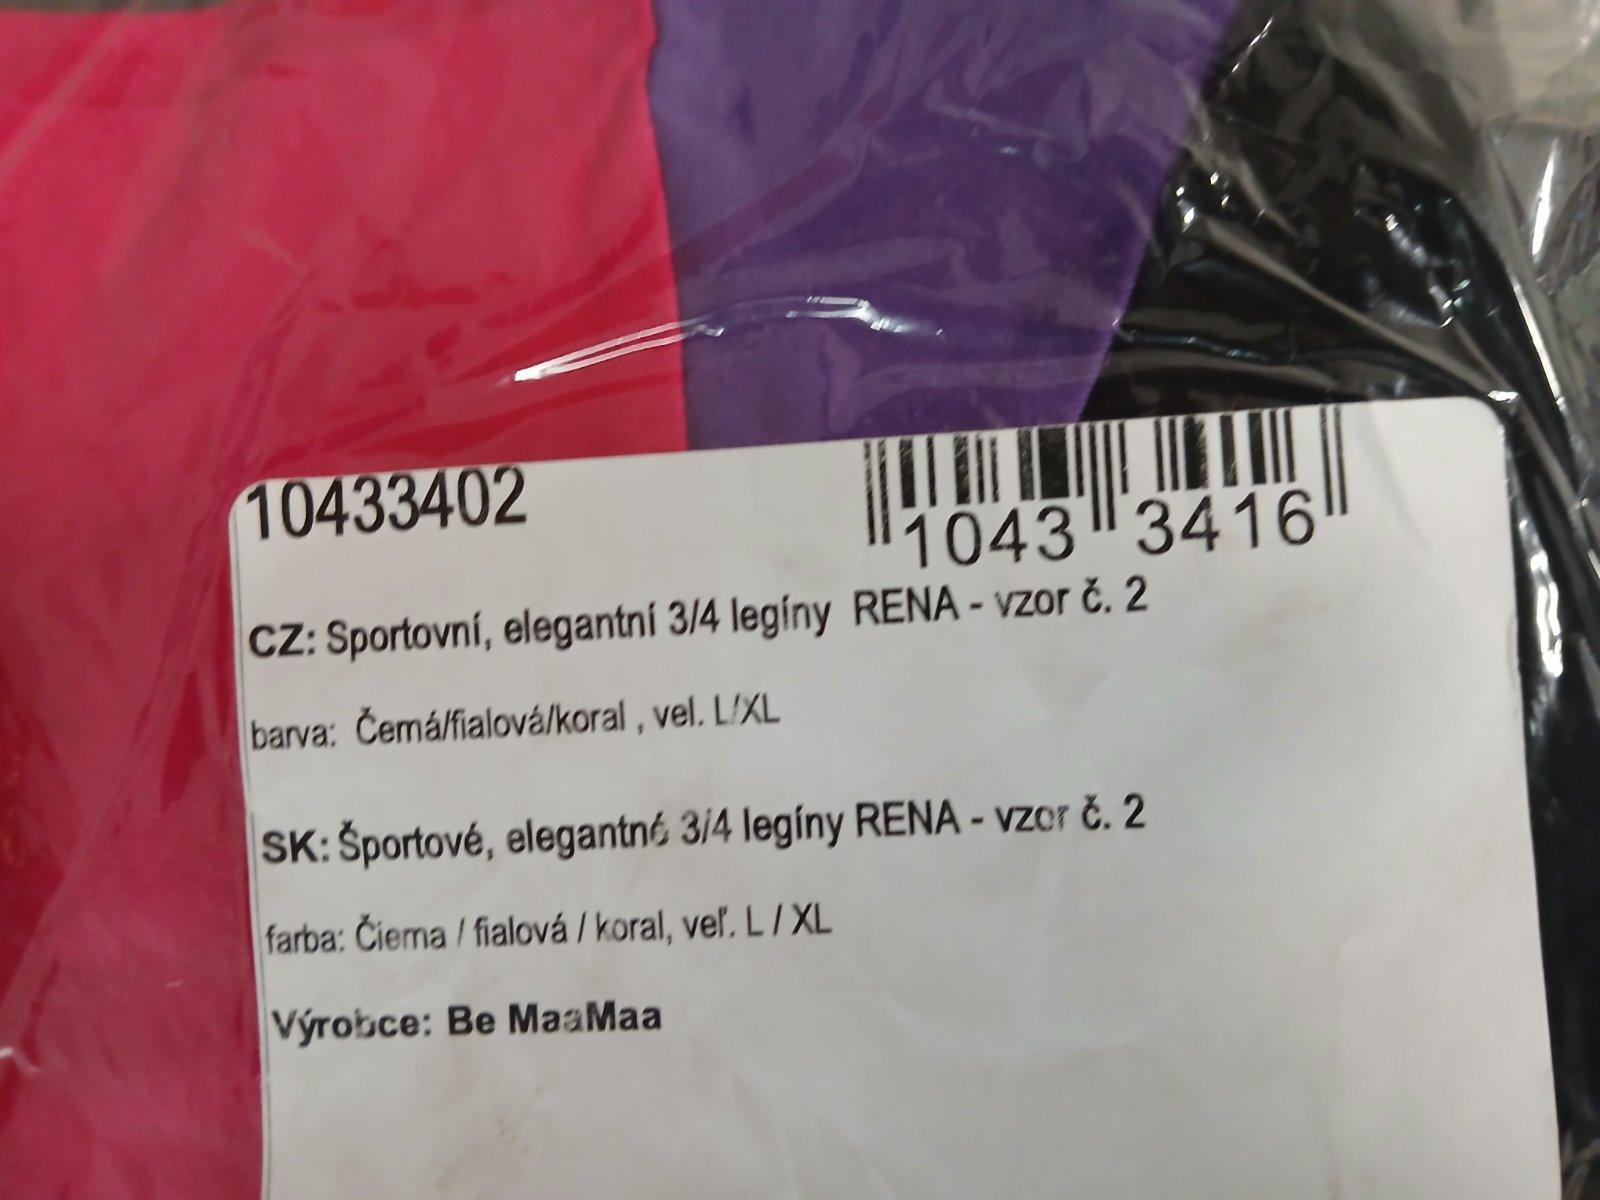 10433402
1043 3416
CZ: Sportovní, elegantní 3/4 legíny RENA - vzor č. 2
barva: Černá/fialová/koral , vel. L/XL
SK: Športové, elegantné 3/4 legíny RENA - vzor č. 2
farba: Čierna / fialová / koral, veľ. L / XL
Výrobce: Be MaaMaa